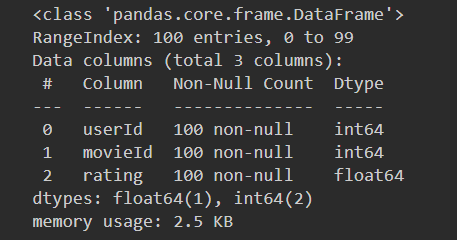 <class 'pandas.core.frame.DataFrame'>
RangeIndex: 100 entries, 0 to 99
Data columns (total 3 columns):
 #   Column   Non-Null Count  Dtype
---  ------   --------------  -----
 0   userId   100 non-null    int64
 1   movieId  100 non-null    int64
 2   rating   100 non-null    float64
dtypes: float64(1), int64(2)
memory usage: 2.5 KB